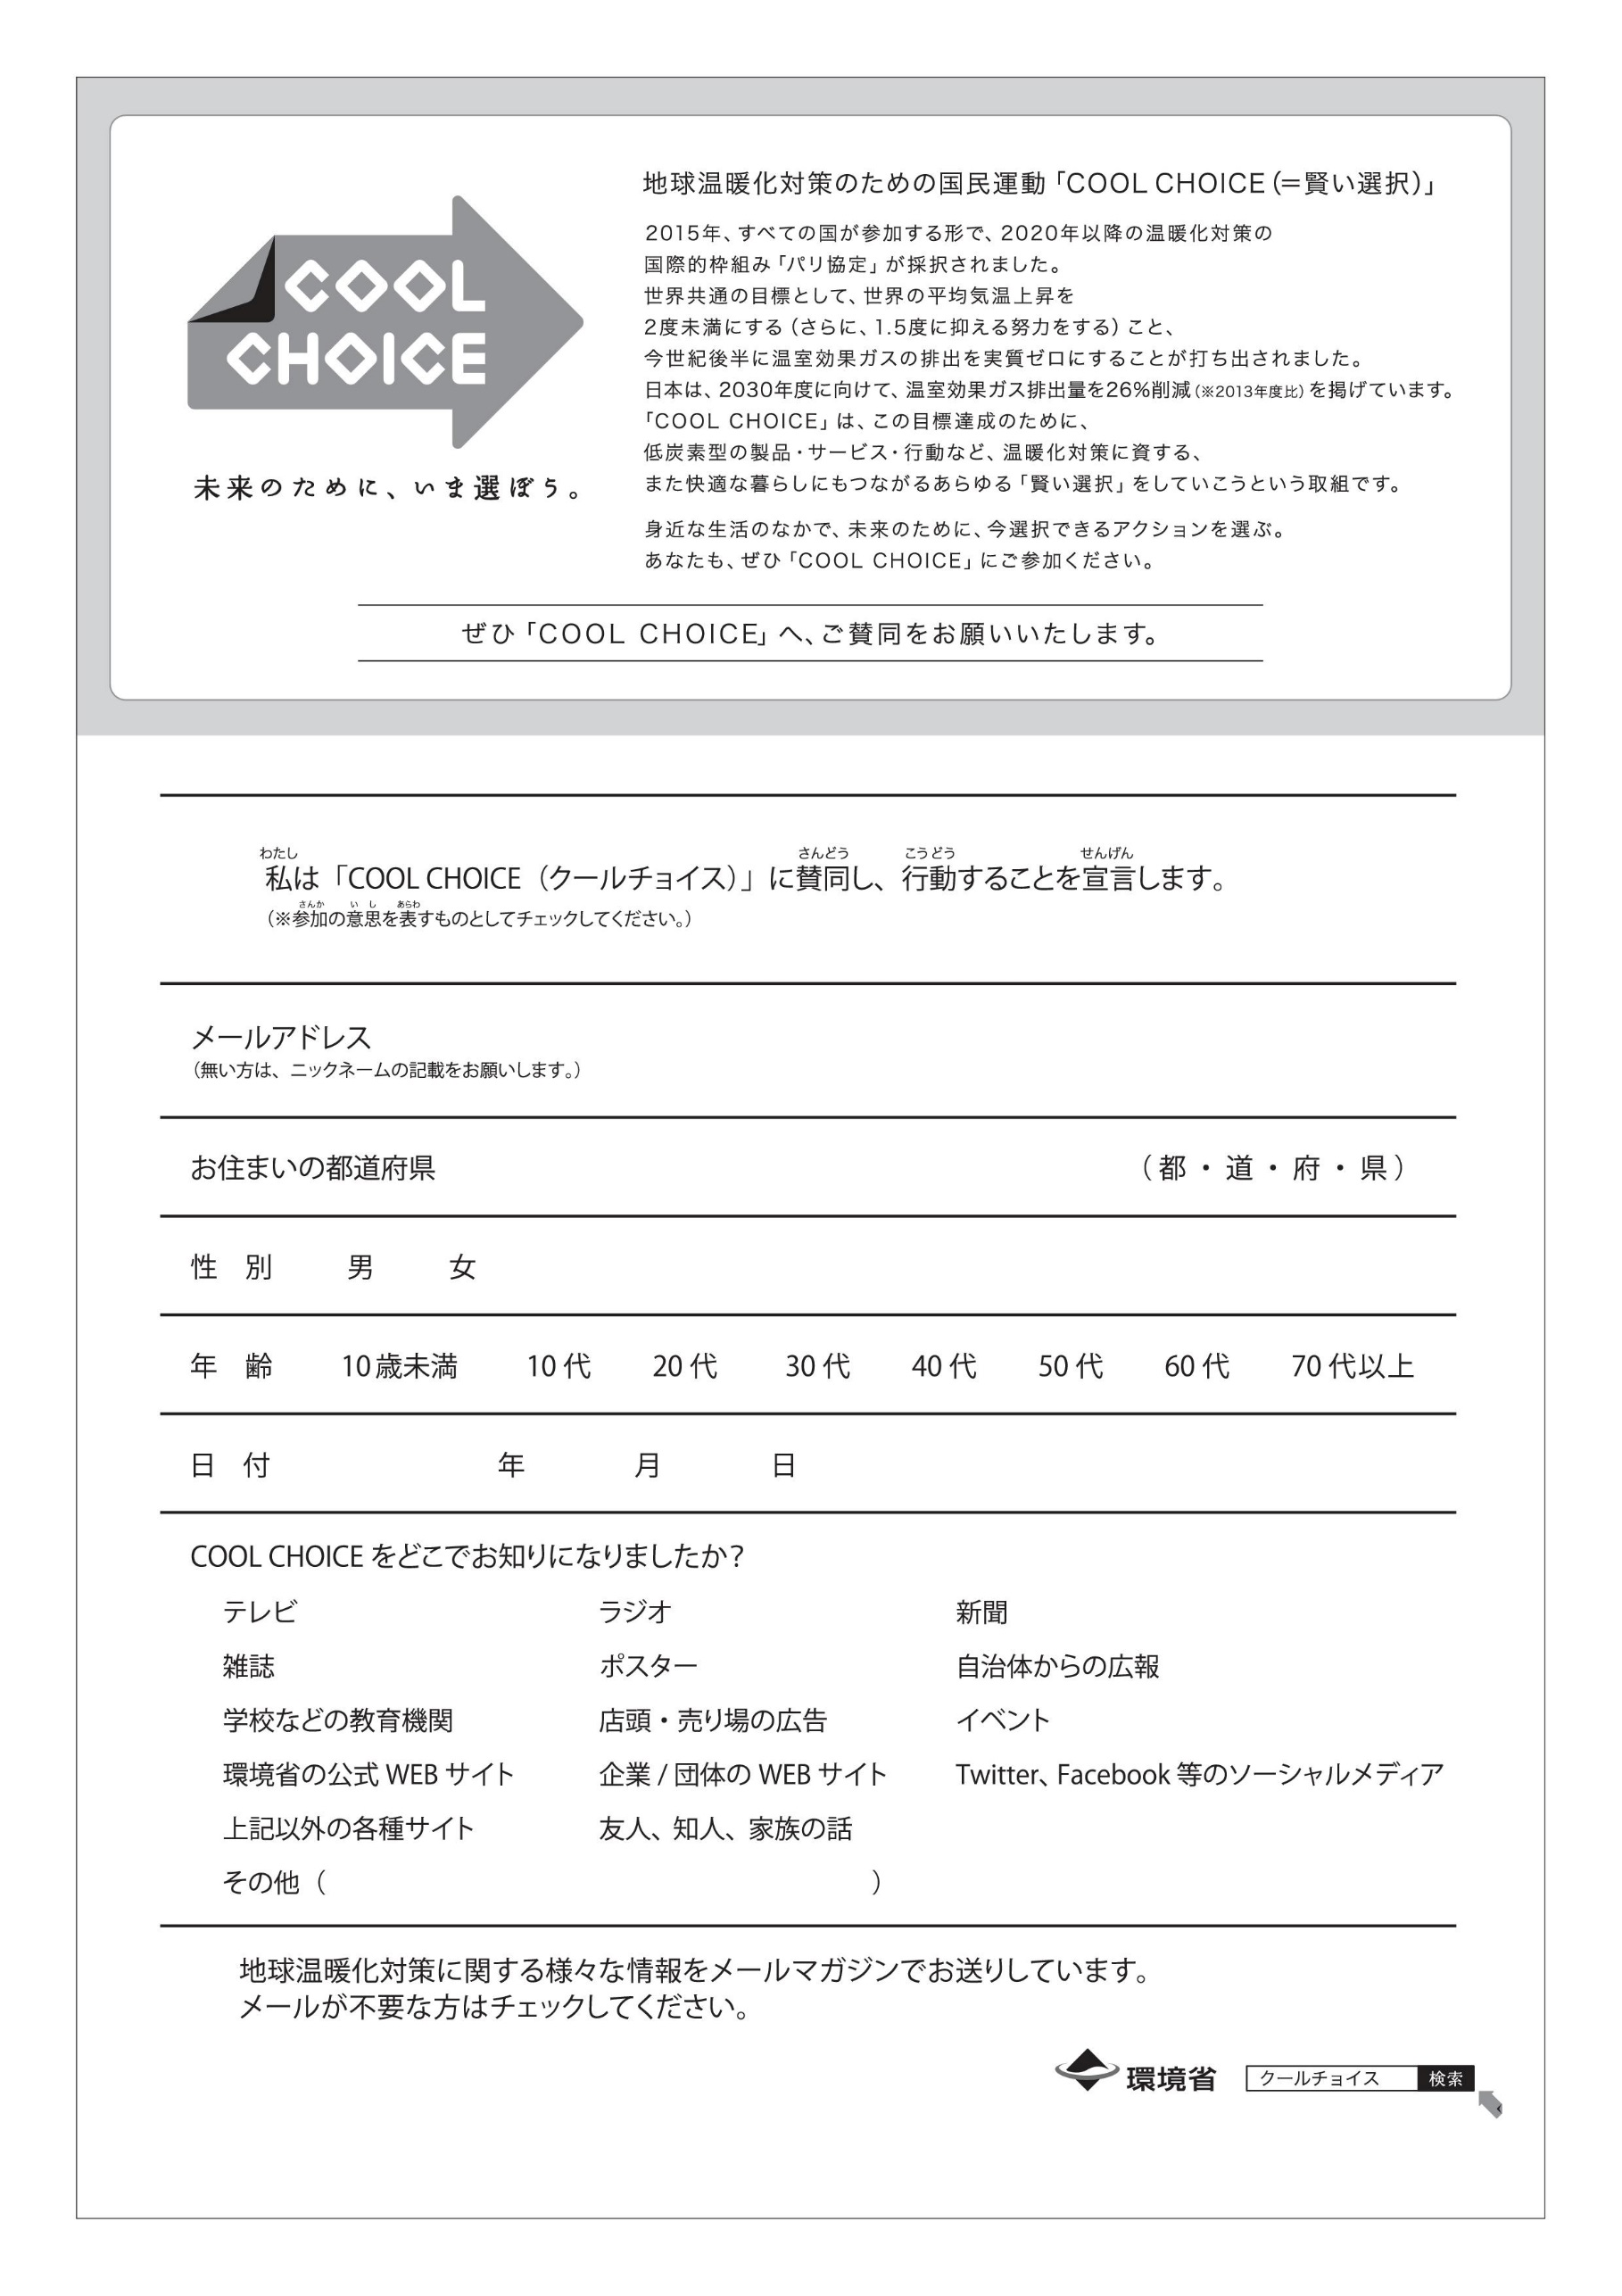 COOL
CHOICE
未来のために、いま選ぼう。
地球温暖化対策のための国民運動「COOL CHOICE（＝賢い選択）」
2015年、すべての国が参加する形で、2020年以降の温暖化対策の
国際的枠組み「パリ協定」が採択されました。
世界共通の目標として、世界の平均気温上昇を
2度未満にする（さらに、1.5度に抑える努力をする）こと、
今世紀後半に温室効果ガスの排出を実質ゼロにすることが打ち出されました。
日本は、2030年度に向けて、温室効果ガス排出量を26%削減（※2013年度比）を掲げています。
「COOL CHOICE」は、この目標達成のために、
低炭素型の製品・サービス・行動など、温暖化対策に資する、
また快適な暮らしにもつながるあらゆる「賢い選択」をしていこうという取組です。
身近な生活のなかで、未来のために、今選択できるアクションを選ぶ。
あなたも、ぜひ「COOL CHOICE」にご参加ください。
ぜひ「COOL CHOICE」へ、ご賛同をお願いいたします。
わたし さんどう こうどう せんげん
私は「COOL CHOICE（クールチョイス）」に賛同し、行動することを宣言します。
さんか いし あらわ
（※参加の意思を表すものとしてチェックしてください。）
メールアドレス
（無い方は、ニックネームの記載をお願いします。）
お住まいの都道府県 （都・道・府・県）
性 別 男 女
年 齢 10歳未満 10代 20代 30代 40代 50代 60代 70代以上
日 付 年 月 日
COOL CHOICE をどこでお知りになりましたか？
テレビ ラジオ 新聞
雑誌 ポスター 自治体からの広報
学校などの教育機関 店頭・売り場の広告 イベント
環境省の公式 WEB サイト 企業 / 団体の WEB サイト Twitter、Facebook 等のソーシャルメディア
上記以外の各種サイト 友人、知人、家族の話
その他（ ）
地球温暖化対策に関する様々な情報をメールマガジンでお送りしています。
メールが不要な方はチェックしてください。
環境省 クールチョイス 検索